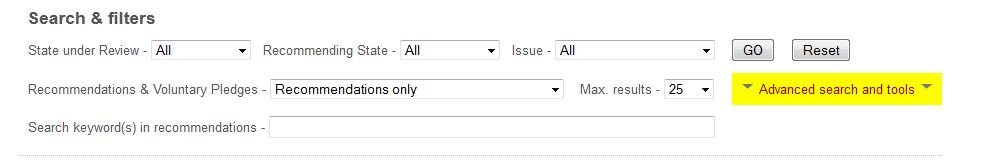 Search & filters
State under Review - All Recommending State - All Issue - All GO Reset
Recommendations & Voluntary Pledges - Recommendations only Max. results - 25 Advanced search and tools
Search keyword(s) in recommendations -